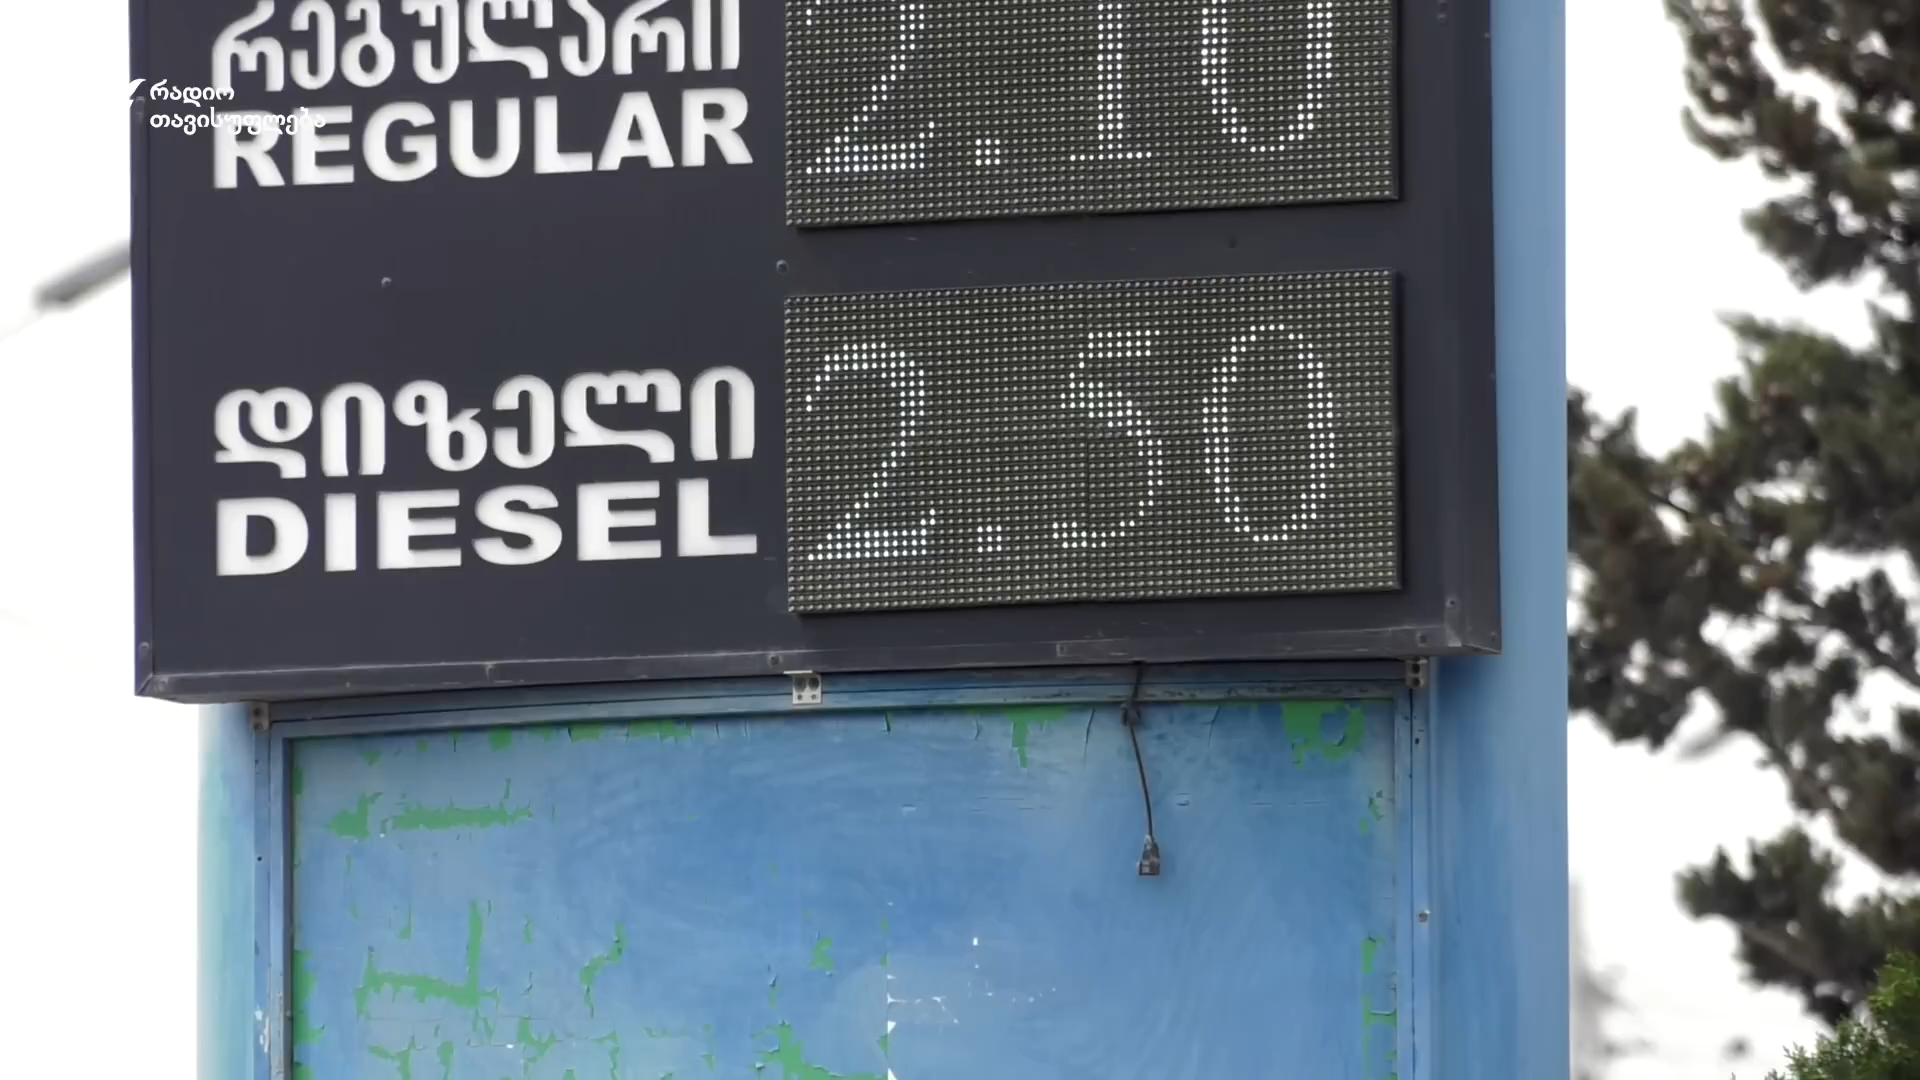 რეგულარი
2.10
რადიო
თავისუფლება
REGULAR
დიზელი
2.50
DIESEL